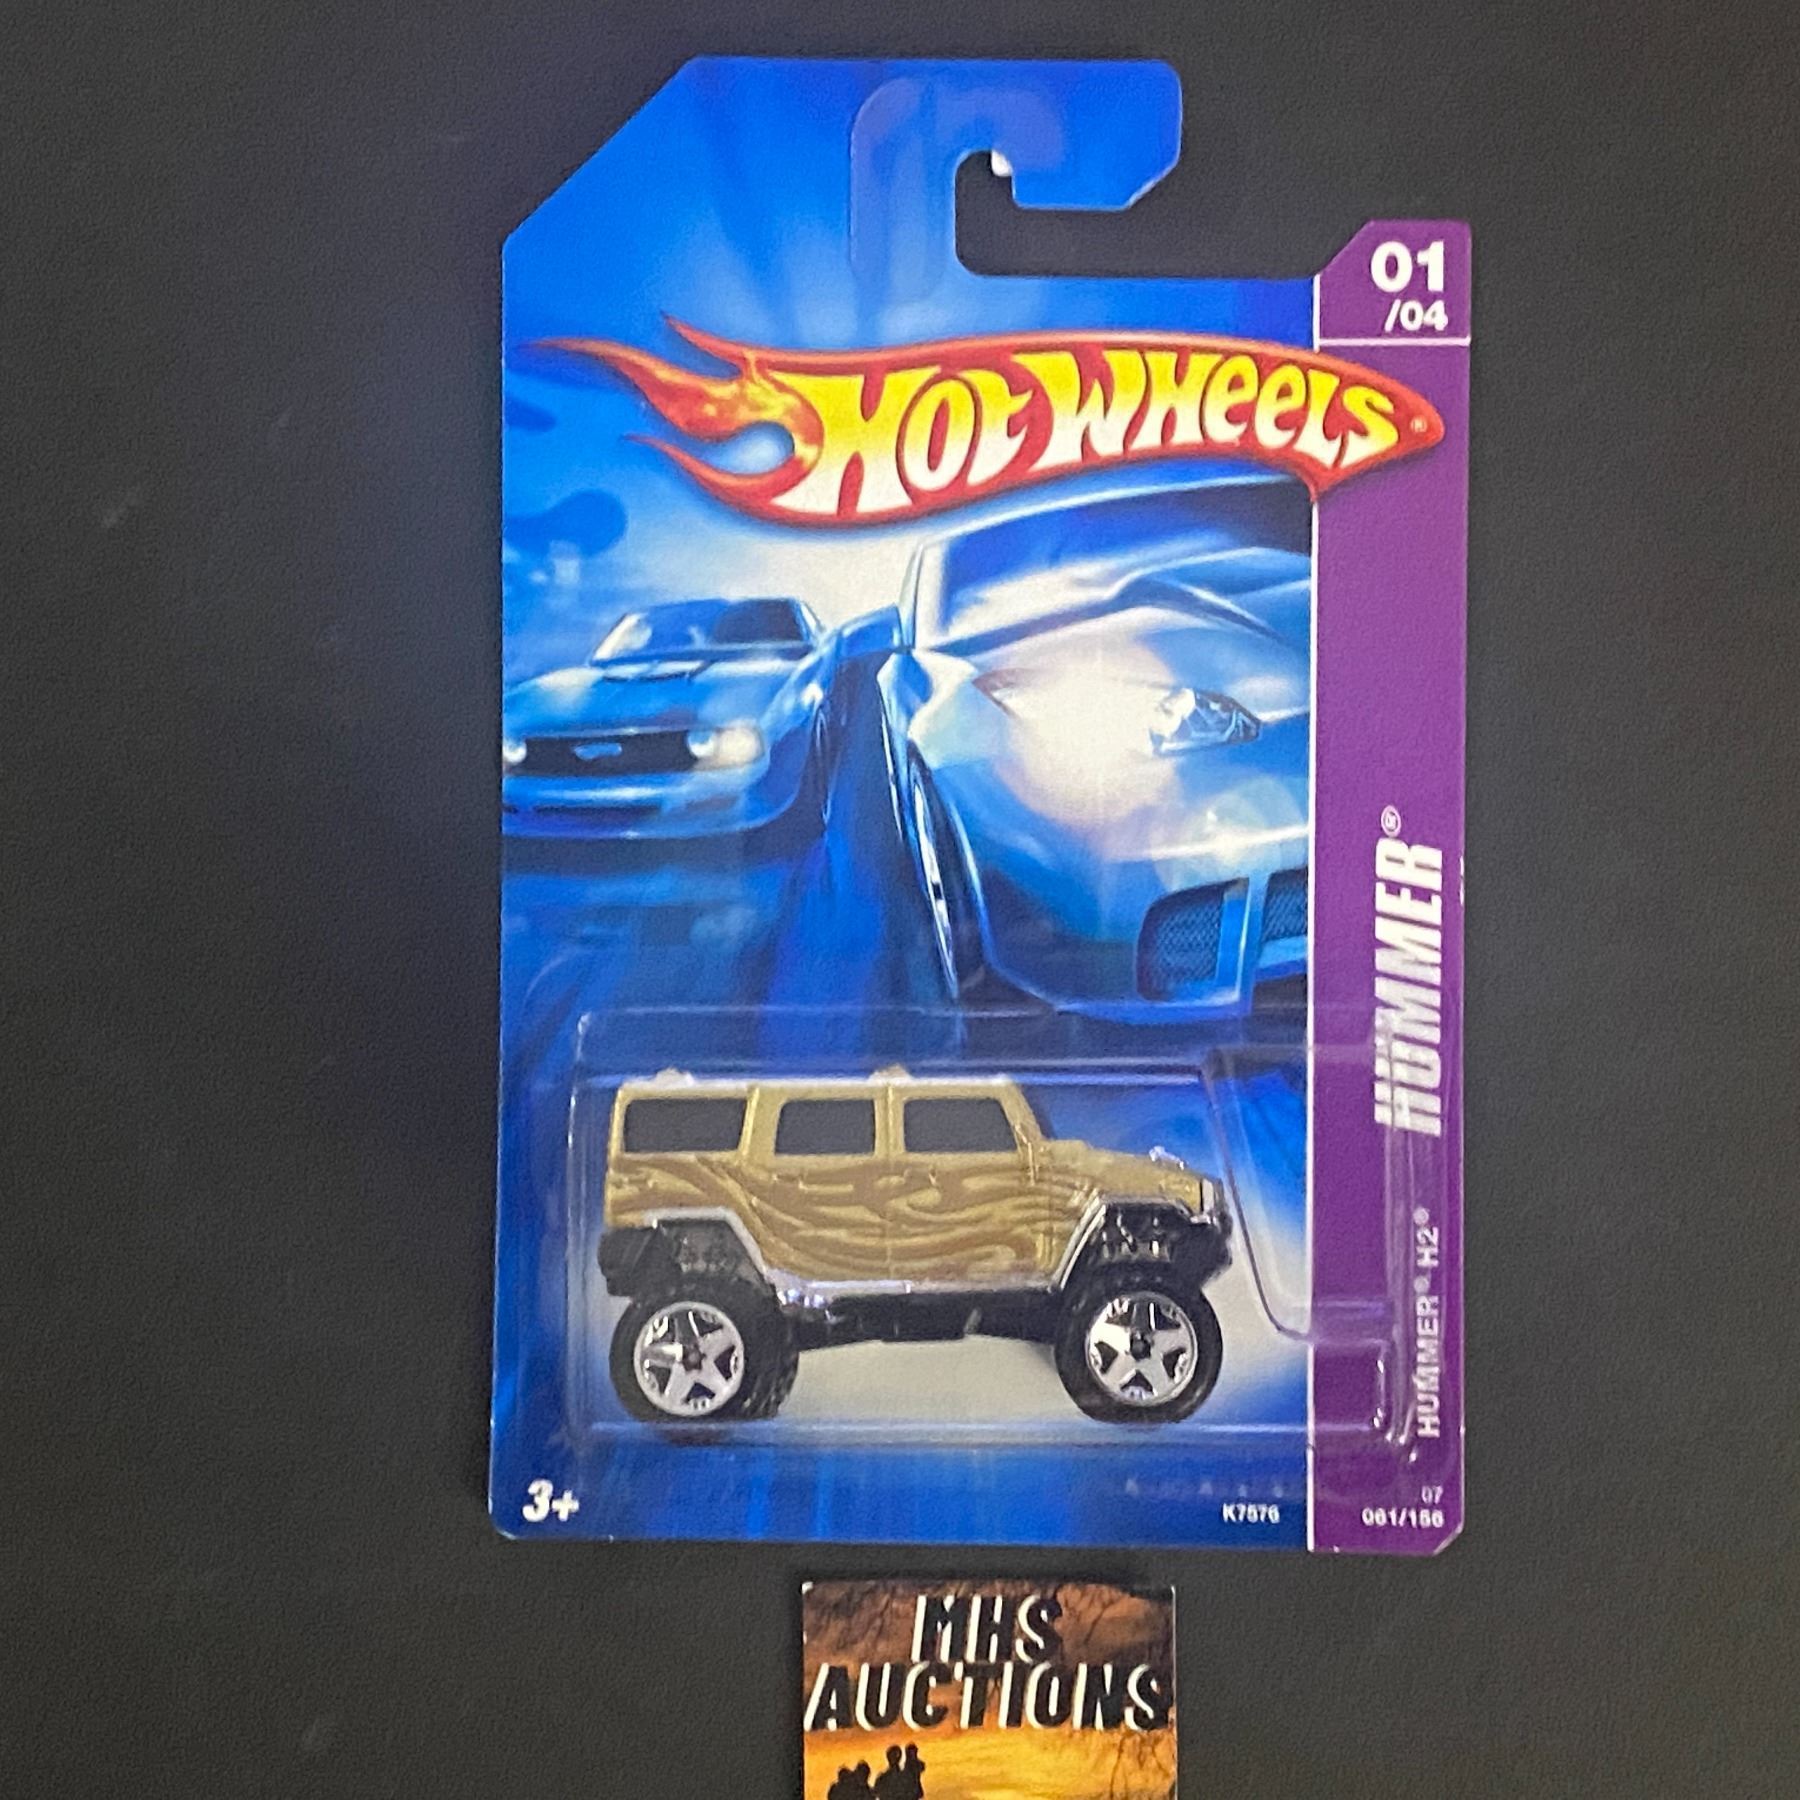 01
/04
HOT WHEELS®
HUMMER®
HUMMER® H2®
3+
K7576
07
061/156
MHS
AUCTIONS